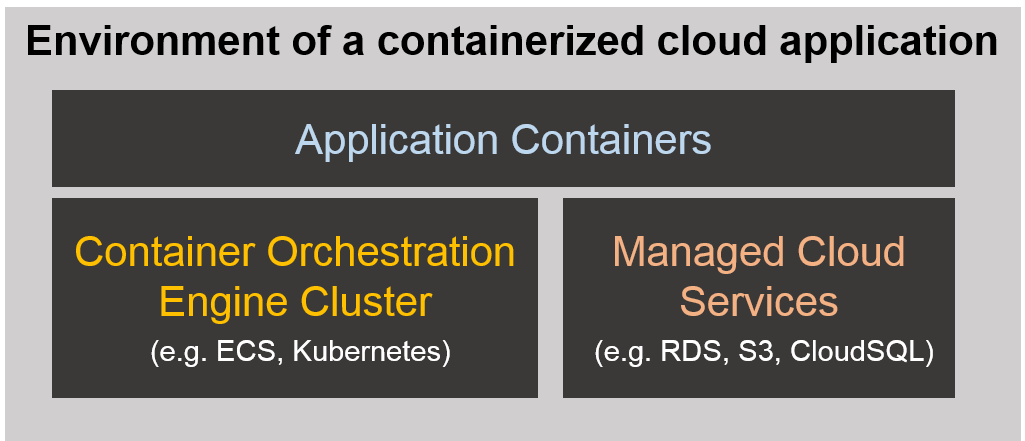 Environment of a containerized cloud application
Application Containers
Container Orchestration
Engine Cluster
(e.g. ECS, Kubernetes)
Managed Cloud
Services
(e.g. RDS, S3, CloudSQL)